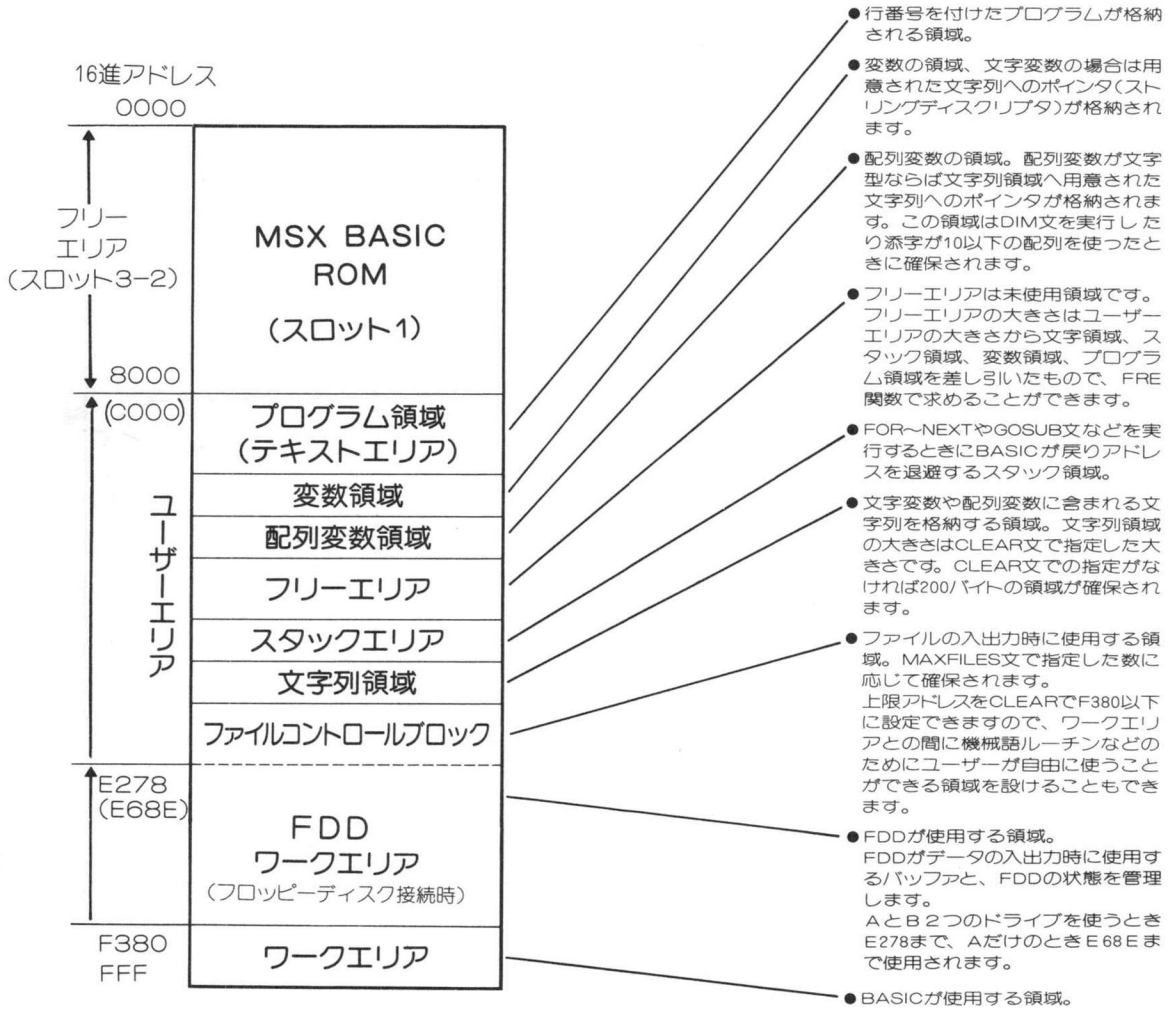 16進アドレス
0000
フリー
エリア
(スロット3-2)
8000
(C000)
ユーザーエリア
E278
(E68E)
F380
FFF
MSX BASIC
ROM
(スロット1)
プログラム領域
(テキストエリア)
変数領域
配列変数領域
フリーエリア
スタックエリア
文字列領域
ファイルコントロールブロック
FDD
ワークエリア
(フロッピーディスク接続時)
ワークエリア
●行番号を付けたプログラムが格納
される領域。
●変数の領域、文字変数の場合は用
意された文字列へのポインタ(スト
リングディスクリプタ)が格納され
ます。
●配列変数の領域。配列変数が文字
型ならば文字列領域へ用意された
文字列へのポインタが格納されま
す。この領域はDIM文を実行した
り添字が10以下の配列を使ったと
きに確保されます。
●フリーエリアは未使用領域です。
フリーエリアの大きさはユーザー
エリアの大きさから文字領域、ス
タック領域、変数領域、プログラ
ム領域を差し引いたもので、FRE
関数で求めることができます。
●FOR～NEXTやGOSUB文などを実
行するときにBASICが戻りアドレ
スを退避するスタック領域。
●文字変数や配列変数に含まれる文
字列を格納する領域。文字列領域
の大きさはCLEAR文で指定した大
きさです。CLEAR文での指定がな
ければ200バイトの領域が確保され
ます。
●ファイルの入出力時に使用する領
域。MAXFILES文で指定した数に
応じて確保されます。
上限アドレスをCLEARでF380以下
に設定できますので、ワークエリ
アとの間に機械語ルーチンなどの
ためにユーザーが自由に使うこと
ができる領域を設けることもでき
ます。
●FDDが使用する領域。
FDDがデータの入出力時に使用す
るバッファと、FDDの状態を管理
します。
AとB2つのドライブを使うとき
E278まで、AだけのときE68Eま
で使用されます。
●BASICが使用する領域。